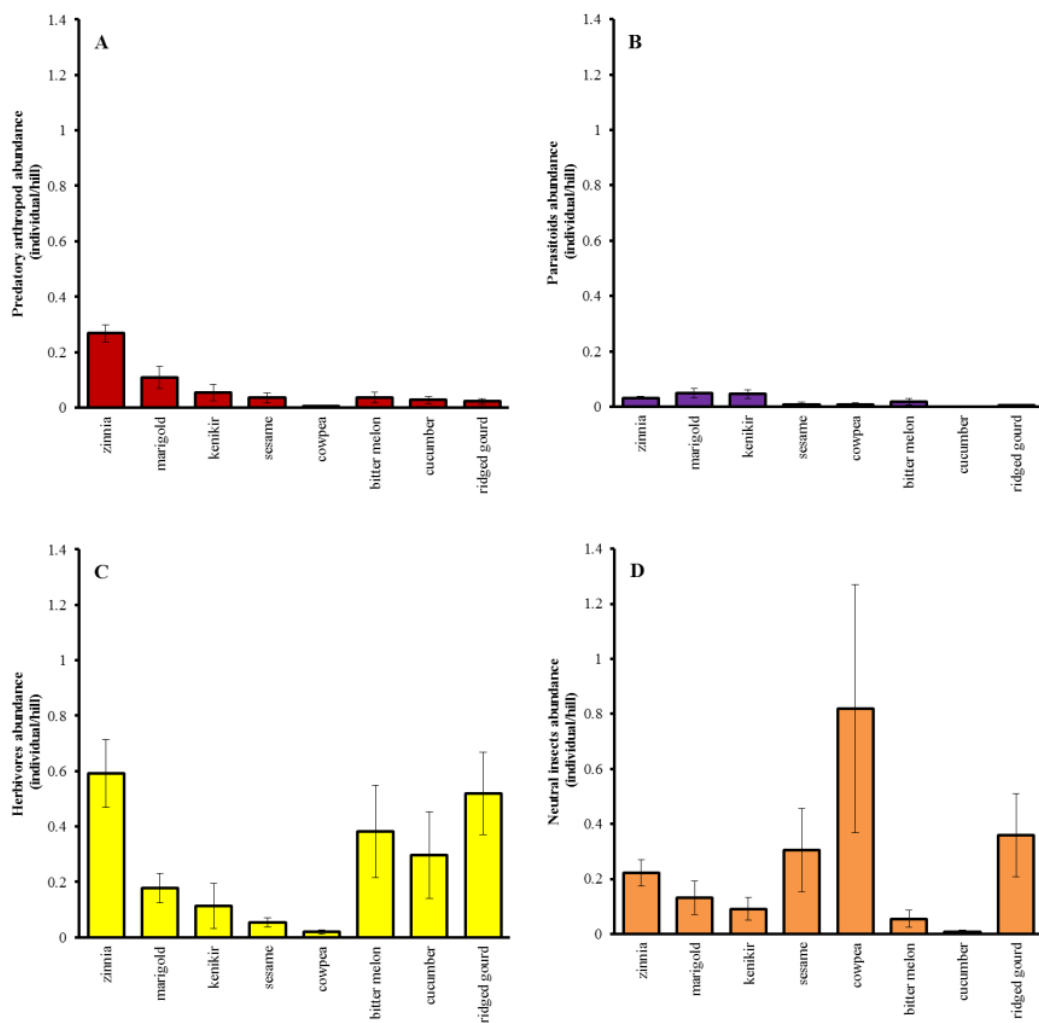 A
Predatory arthropod abundance
(individual/hill)
1.4
1.2
1
0.8
0.6
0.4
0.2
0
zinnia
marigold
kenikir
sesame
cowpea
bitter melon
cucumber
ridged gourd
B
Parasitoids abundance
(individual/hill)
1.4
1.2
1
0.8
0.6
0.4
0.2
0
zinnia
marigold
kenikir
sesame
cowpea
bitter melon
cucumber
ridged gourd
C
Herbivores abundance
(individual/hill)
1.4
1.2
1
0.8
0.6
0.4
0.2
0
zinnia
marigold
kenikir
sesame
cowpea
bitter melon
cucumber
ridged gourd
D
Neutral insects abundance
(individual/hill)
1.4
1.2
1
0.8
0.6
0.4
0.2
0
zinnia
marigold
kenikir
sesame
cowpea
bitter melon
cucumber
ridged gourd